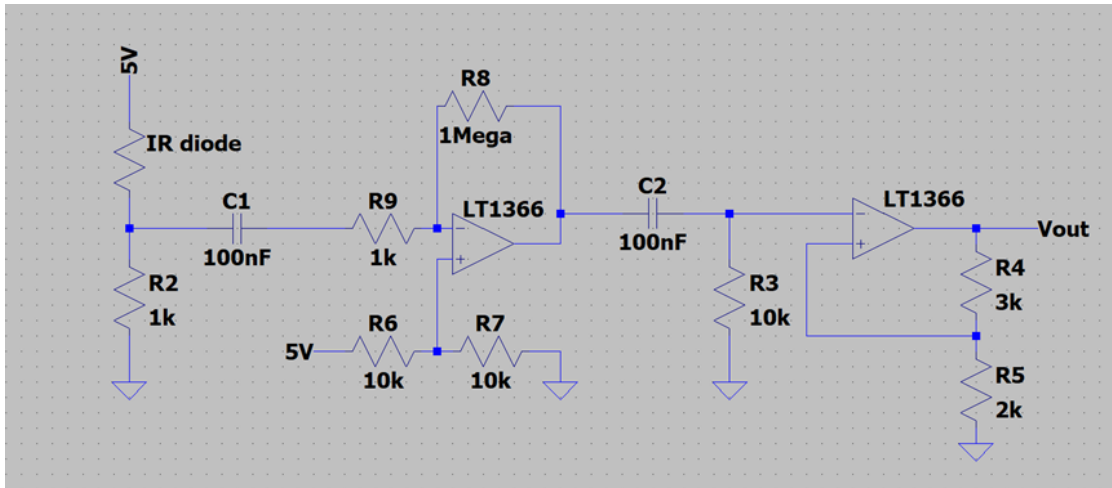 5V
IR diode
R2
1k
C1
100nF
R9
1k
R8
1Mega
LT1366
-
+
5V
R6
10k
R7
10k
C2
100nF
R3
10k
LT1366
-
+
Vout
R4
3k
R5
2k